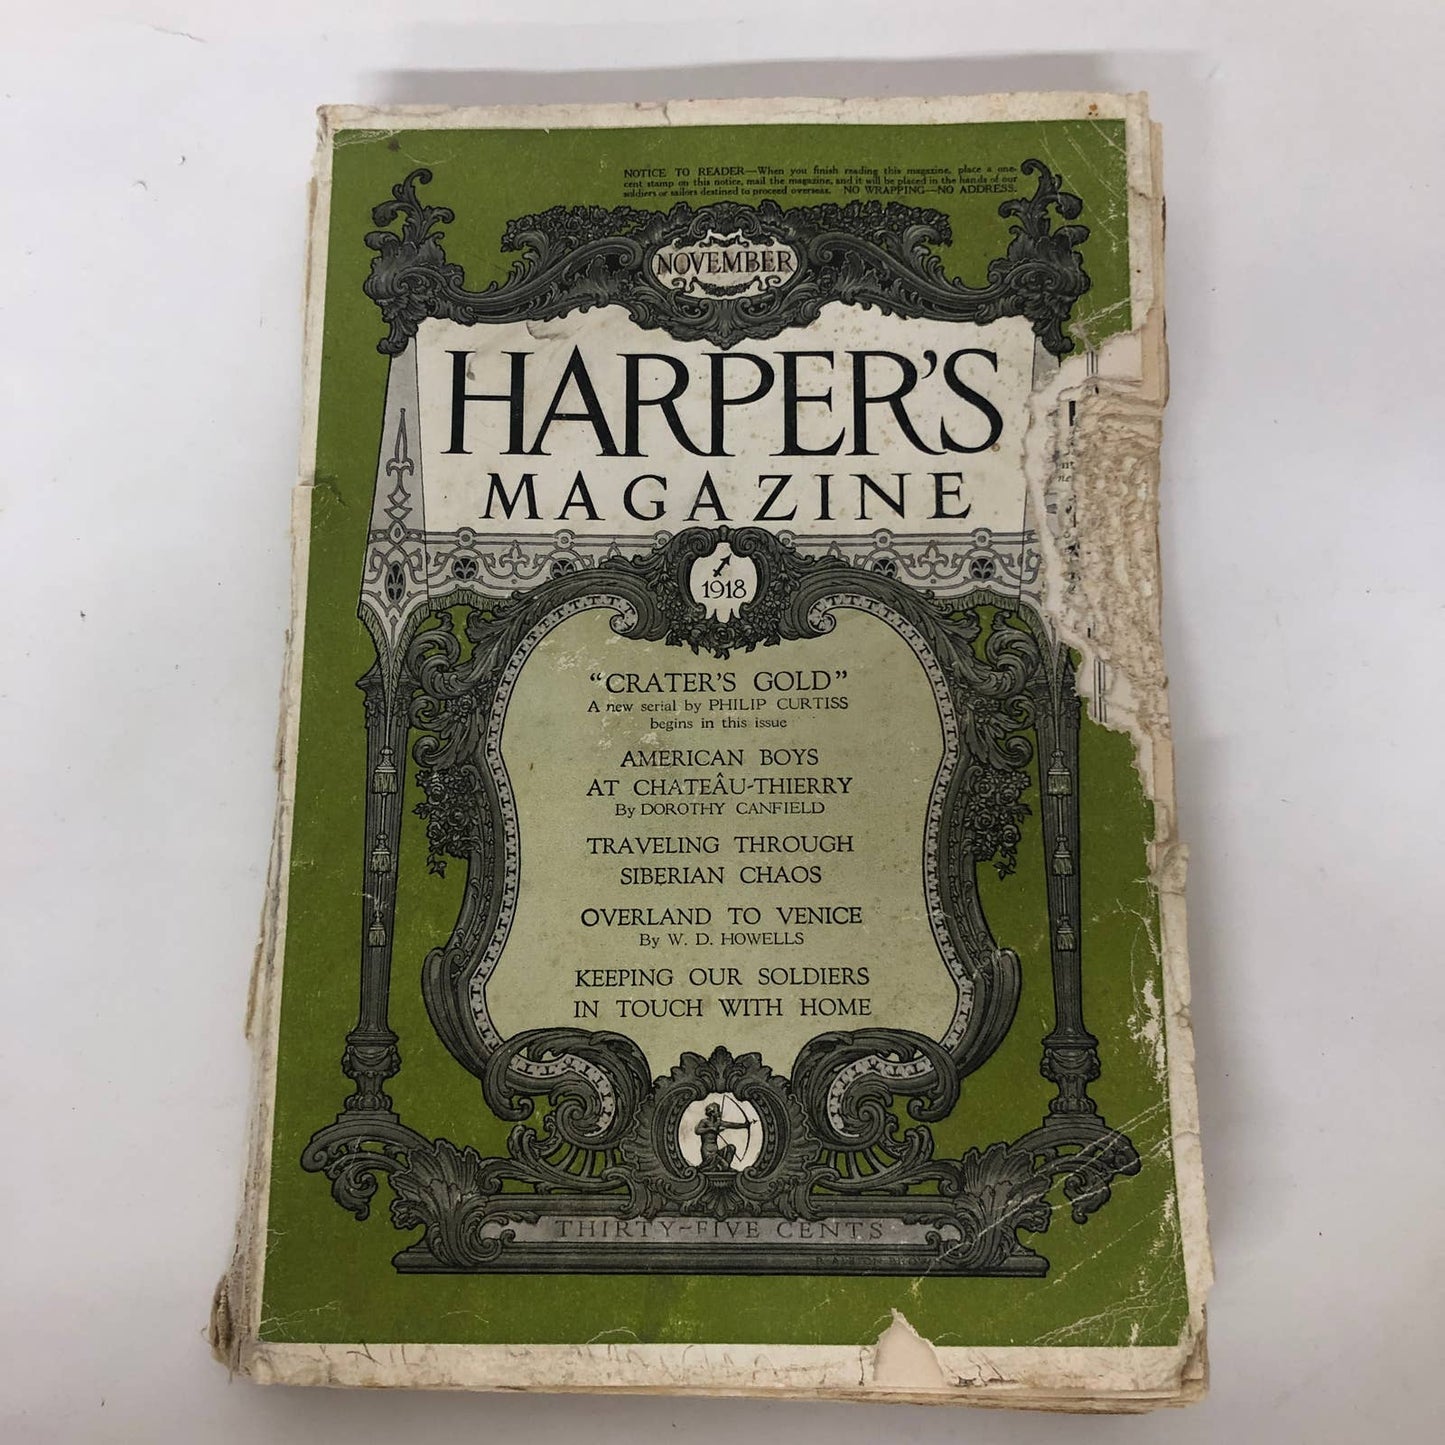 NOTICE TO READER—When you finish reading this magazine, place a one-
cent stamp on this notice, mail the magazine, and it will be placed in the hands of our
soldiers or sailors destined to proceed overseas. NO WRAPPING—NO ADDRESS.
NOVEMBER
HARPER'S
MAGAZINE
1918
"CRATER'S GOLD"
A new serial by PHILIP CURTISS
begins in this issue
AMERICAN BOYS
AT CHATEÂU-THIERRY
By DOROTHY CANFIELD
TRAVELING THROUGH
SIBERIAN CHAOS
OVERLAND TO VENICE
By W. D. HOWELLS
KEEPING OUR SOLDIERS
IN TOUCH WITH HOME
THIRTY-FIVE CENTS